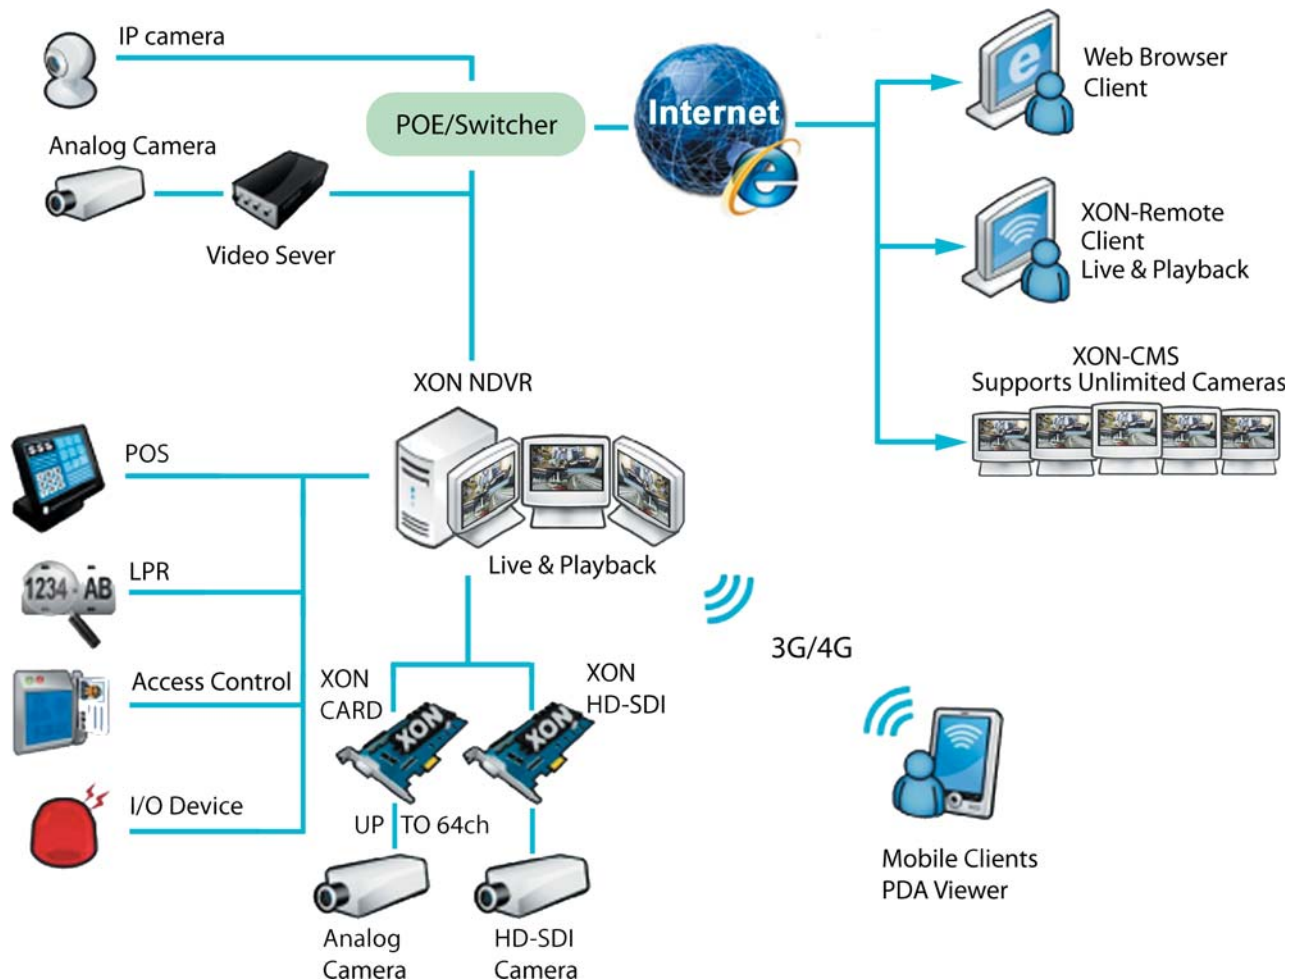 IP camera
POE/Switcher
Internet
e
e
Web Browser
Client
Analog Camera
Video Sever
XON-Remote
Client
Live & Playback
XON-CMS
Supports Unlimited Cameras
XON NDVR
Live & Playback
POS
LPR
1234 - AB
Access Control
I/O Device
XON
CARD
XON
HD-SDI
XON
XON
UP TO 64ch
Analog
Camera
HD-SDI
Camera
3G/4G
Mobile Clients
PDA Viewer